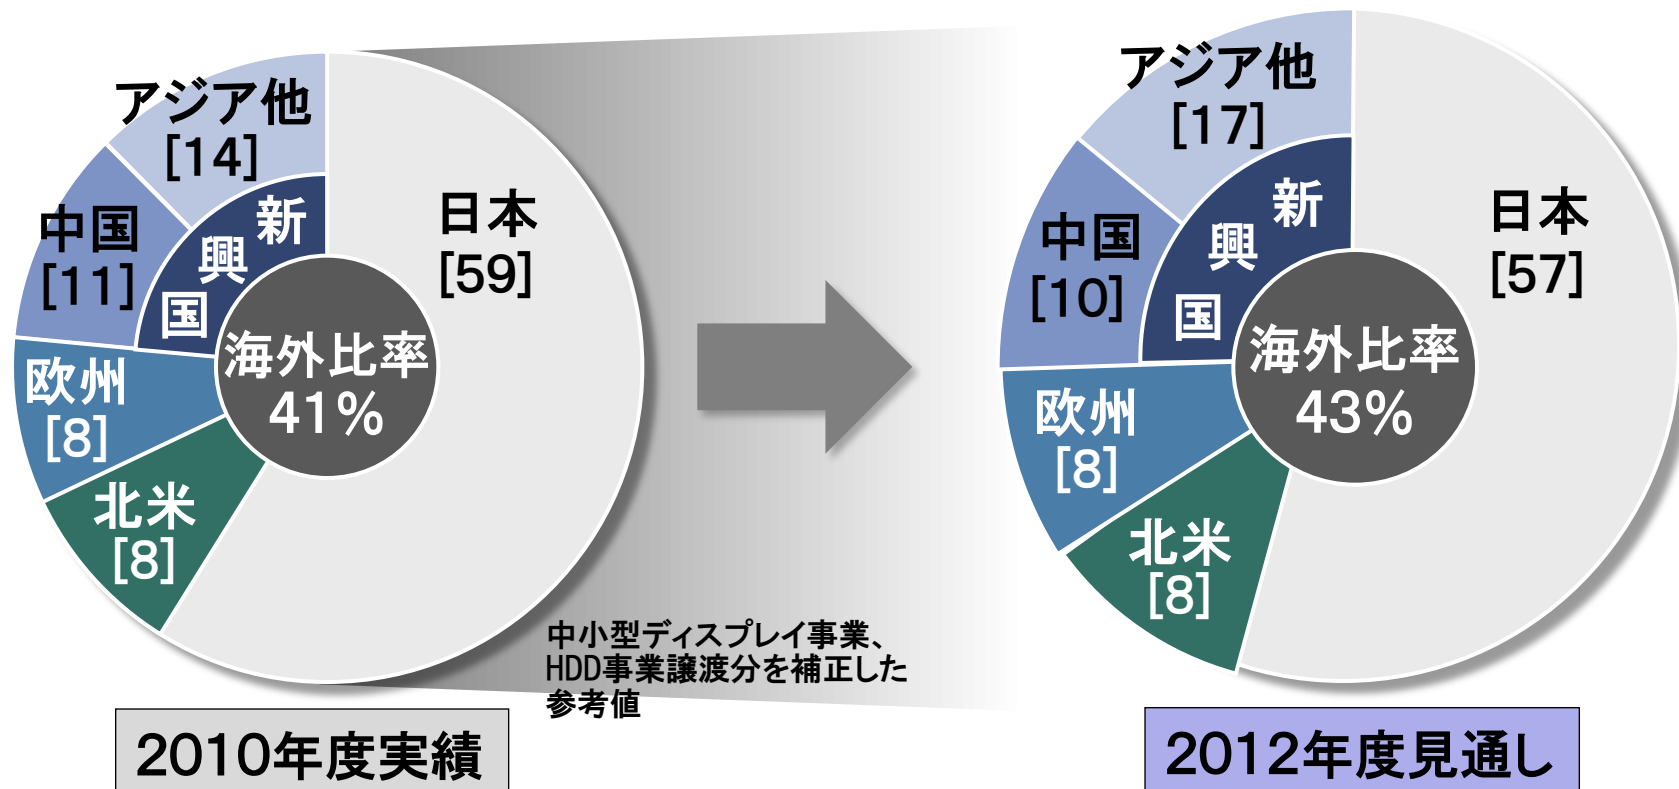 アジア他
[14]
中国
[11]
新
興
国
日本
[59]
海外比率
41%
欧州
[8]
北米
[8]
中小型ディスプレイ事業、
HDD事業譲渡分を補正した
参考値
2010年度実績
アジア他
[17]
中国
[10]
新
興
国
日本
[57]
海外比率
43%
欧州
[8]
北米
[8]
2012年度見通し